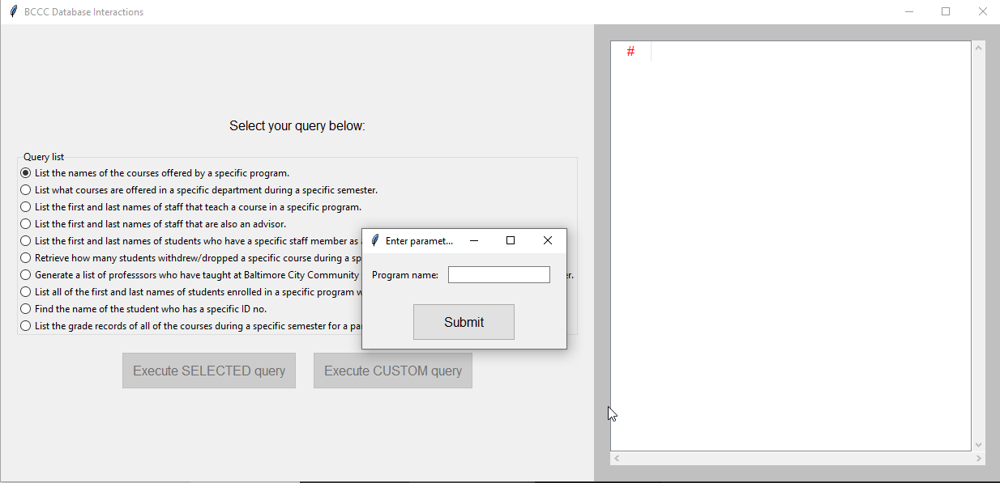 BCCC Database Interactions
#
Select your query below:
Query list
List the names of the courses offered by a specific program.
List what courses are offered in a specific department during a specific semester.
List the first and last names of staff that teach a course in a specific program.
List the first and last names of staff that are also an advisor.
List the first and last names of students who have a specific staff member as
Retrieve how many students withdrew/dropped a specific course during a sp
Generate a list of professsors who have taught at Baltimore City Community r.
List all of the first and last names of students enrolled in a specific program w
Find the name of the student who has a specific ID no.
List the grade records of all of the courses during a specific semester for a pa
Enter paramet...
Program name:
Submit
Execute SELECTED query Execute CUSTOM query